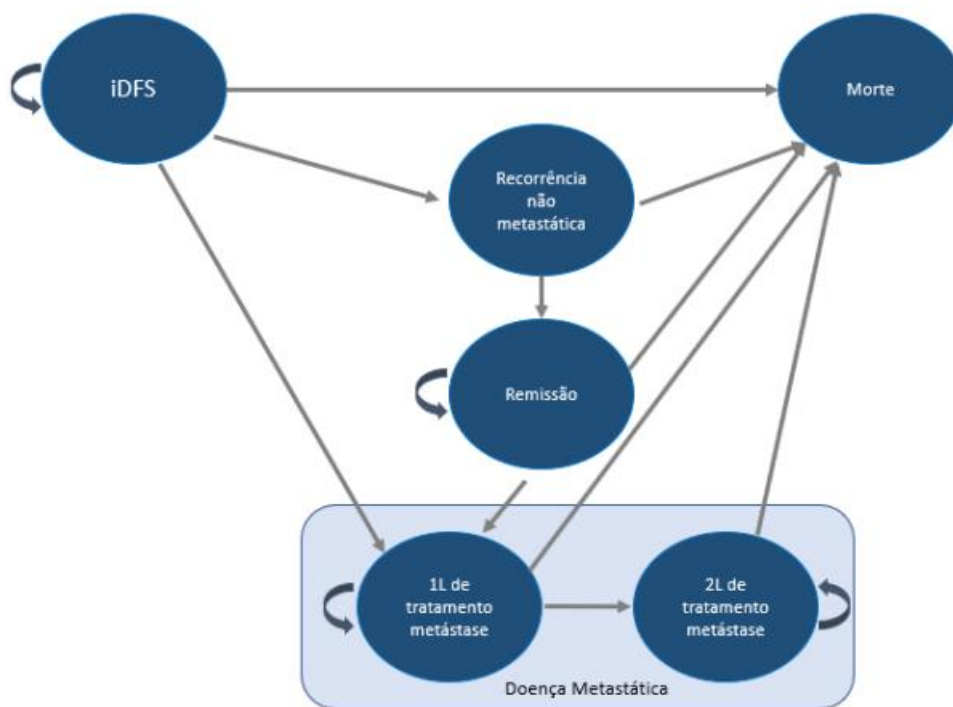 iDFS
Morte
Recorrência
não
metastática
Remissão
1L de
tratamento
metástase
2L de
tratamento
metástase
Doença Metastática